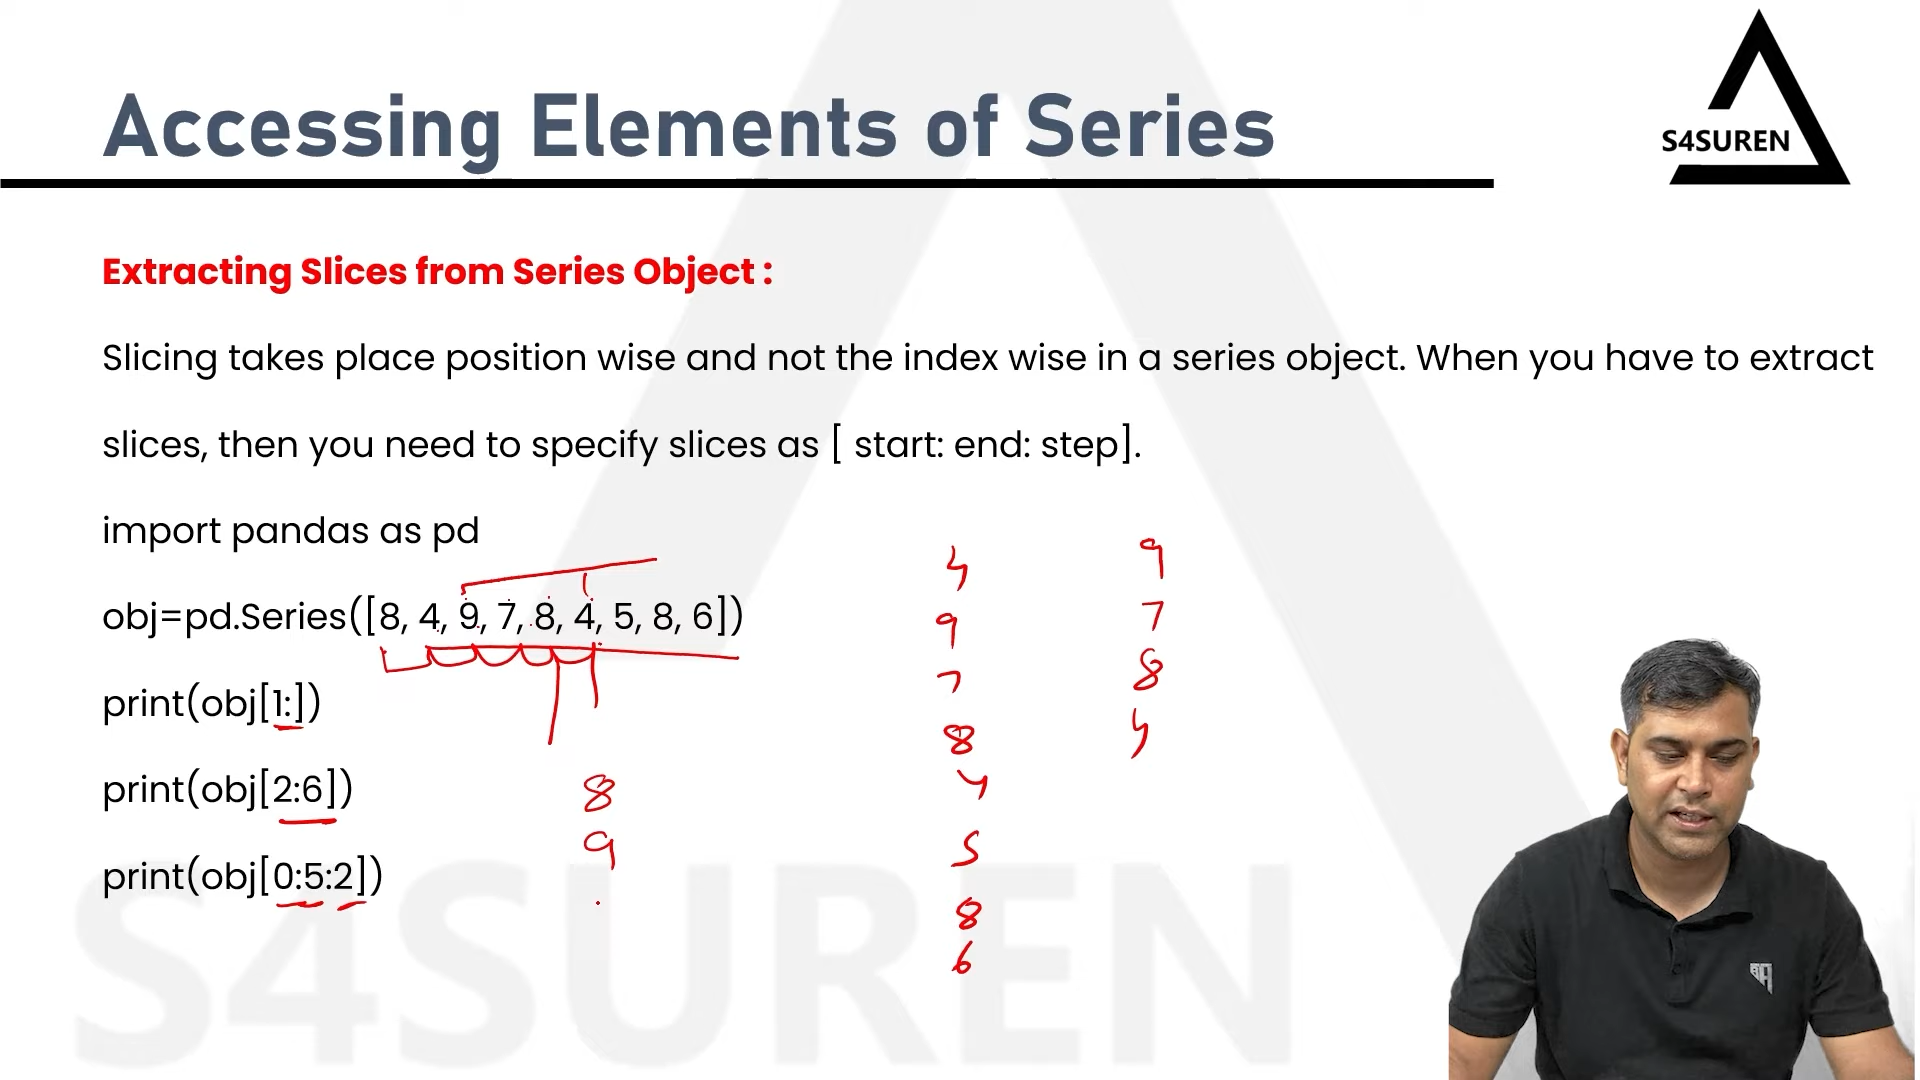 Accessing Elements of Series
S4SUREN
Extracting Slices from Series Object :
Slicing takes place position wise and not the index wise in a series object. When you have to extract
slices, then you need to specify slices as [ start: end: step].
import pandas as pd
obj=pd.Series([8, 4, 9, 7, 8, 4, 5, 8, 6])
print(obj[1:])
print(obj[2:6])
print(obj[0:5:2])
8
9
4
9
7
8
4
5
8
6
9
7
8
4
S4SUREN